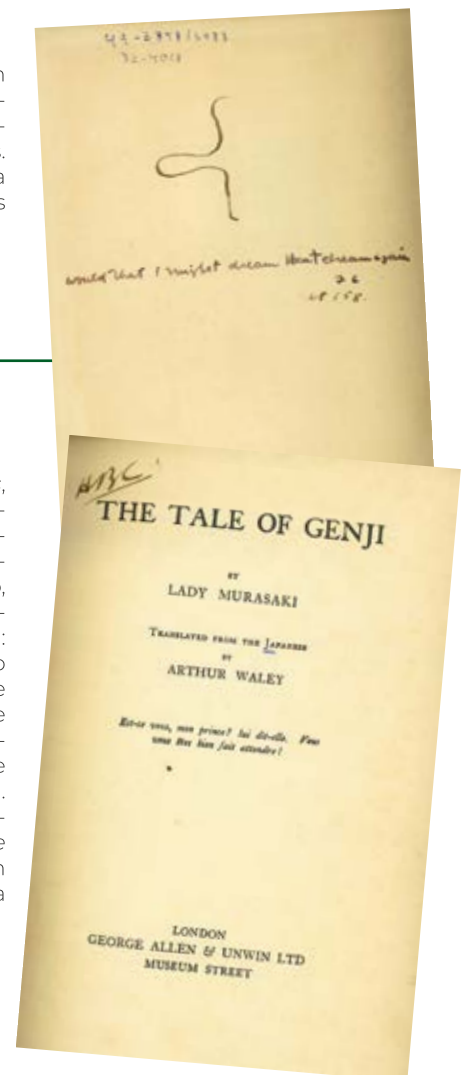 would that I might dream that dream again
HBC
THE TALE OF GENJI
BY
LADY MURASAKI
TRANSLATED FROM THE JAPANESE
BY
ARTHUR WALEY
Est-ce vous, mon prince? lui dit-elle. Vous
vous êtes bien fait attendre!
LONDON
GEORGE ALLEN & UNWIN LTD
MUSEUM STREET